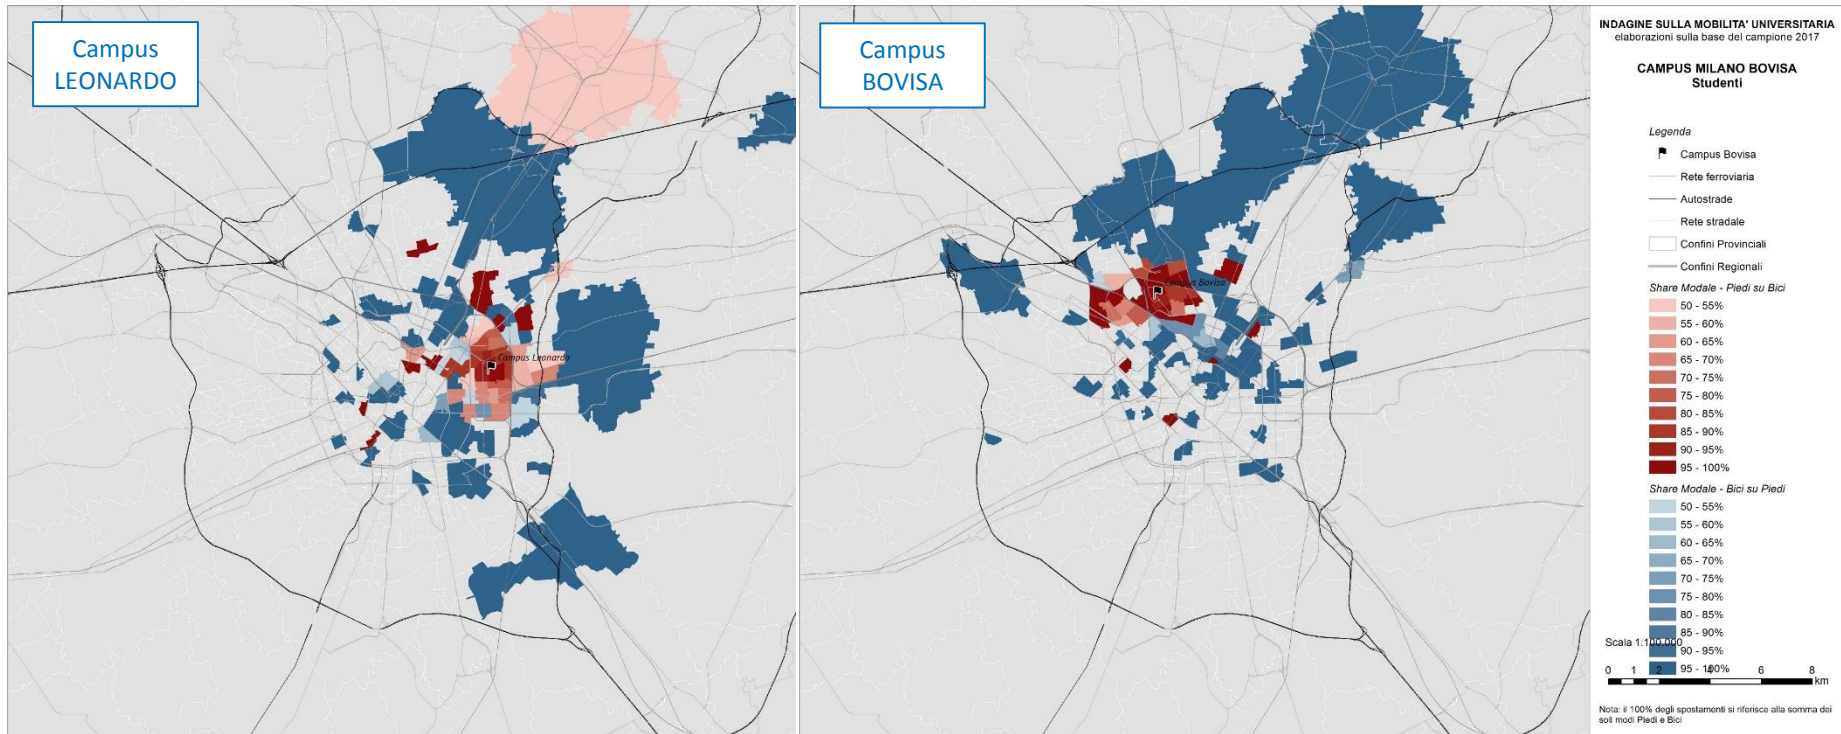 Campus
LEONARDO
Campus Leonardo
Campus
BOVISA
Campus Bovisa
INDAGINE SULLA MOBILITA' UNIVERSITARIA
elaborazioni sulla base del campione 2017
CAMPUS MILANO BOVISA
Studenti
Legenda
Campus Bovisa
Rete ferroviaria
Autostrade
Rete stradale
Confini Provinciali
Confini Regionali
Share Modale - Piedi su Bici
50 - 55%
55 - 60%
60 - 65%
65 - 70%
70 - 75%
75 - 80%
80 - 85%
85 - 90%
90 - 95%
95 - 100%
Share Modale - Bici su Piedi
50 - 55%
55 - 60%
60 - 65%
65 - 70%
70 - 75%
75 - 80%
80 - 85%
85 - 90%
90 - 95%
95 - 100%
Scala 1:100.000
0 1 2 4 6 8
km
Nota: il 100% degli spostamenti si riferisce alla somma dei
soli modi Piedi e Bici